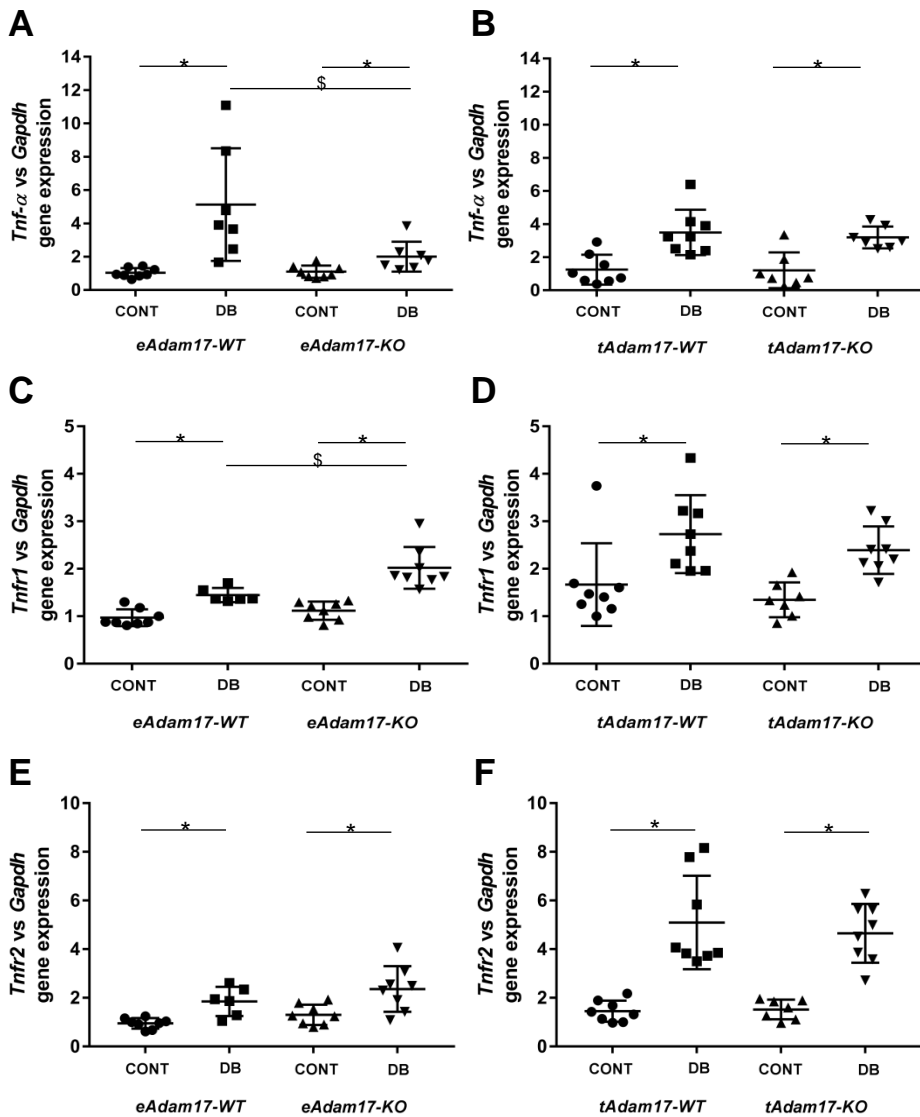 A
14
12
10
8
6
4
2
0
Tnf-α vs Gapdh
gene expression
* * $
CONT DB CONT DB
eAdam17-WT eAdam17-KO
B
14
12
10
8
6
4
2
0
Tnf-α vs Gapdh
gene expression
* *
CONT DB CONT DB
tAdam17-WT tAdam17-KO
C
5
4
3
2
1
0
Tnfr1 vs Gapdh
gene expression
* * $
CONT DB CONT DB
eAdam17-WT eAdam17-KO
D
5
4
3
2
1
0
Tnfr1 vs Gapdh
gene expression
* *
CONT DB CONT DB
tAdam17-WT tAdam17-KO
E
10
8
6
4
2
0
Tnfr2 vs Gapdh
gene expression
* *
CONT DB CONT DB
eAdam17-WT eAdam17-KO
F
10
8
6
4
2
0
Tnfr2 vs Gapdh
gene expression
* *
CONT DB CONT DB
tAdam17-WT tAdam17-KO